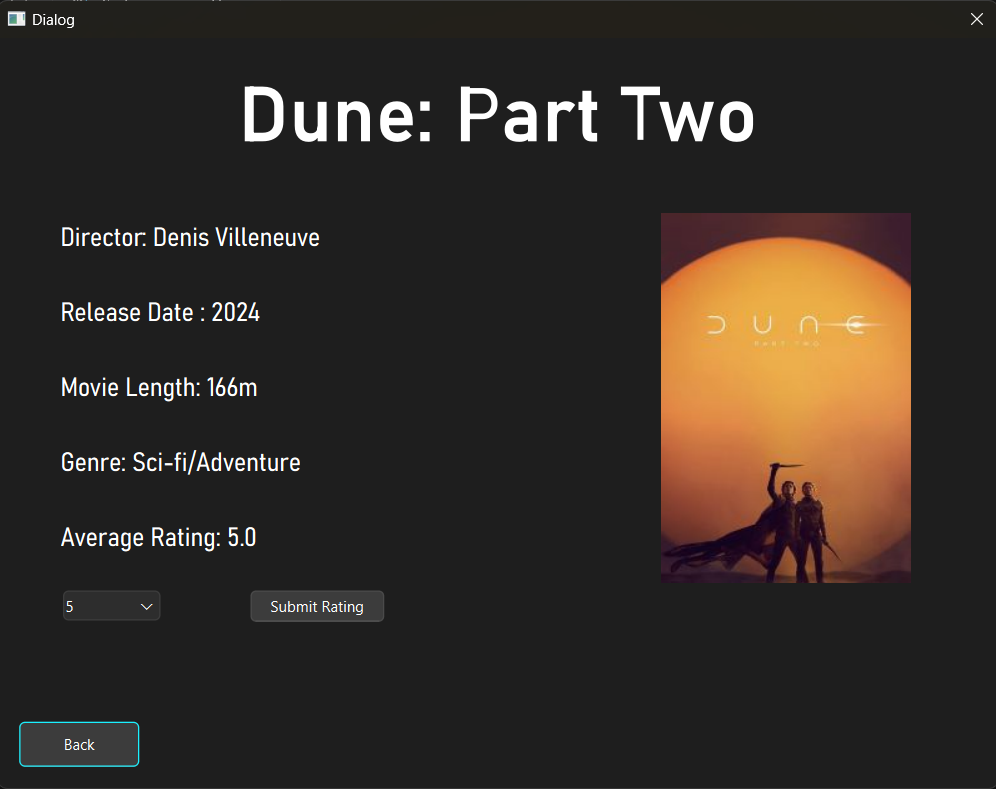 Dialog
Dune: Part Two
Director: Denis Villeneuve
Release Date : 2024
Movie Length: 166m
Genre: Sci-fi/Adventure
Average Rating: 5.0
DUNE
PART TWO
5
Submit Rating
Back